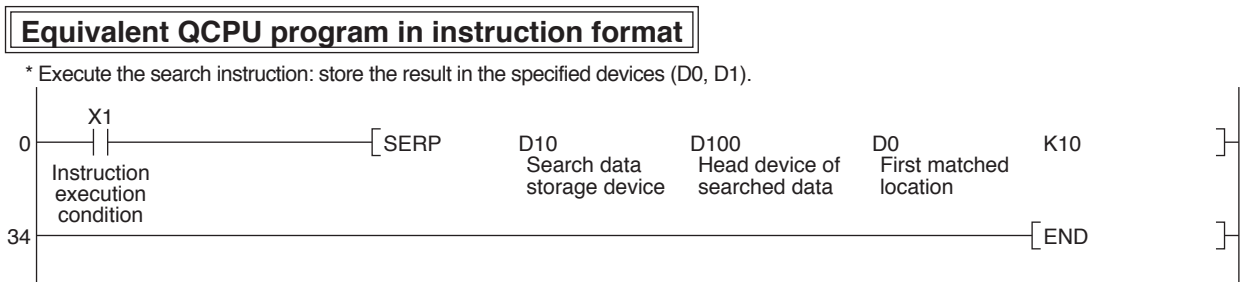 Equivalent QCPU program in instruction format
* Execute the search instruction: store the result in the specified devices (D0, D1).
X1
0 SERP D10 D100 D0 K10
Instruction execution condition
Search data storage device
Head device of searched data
First matched location
34 END